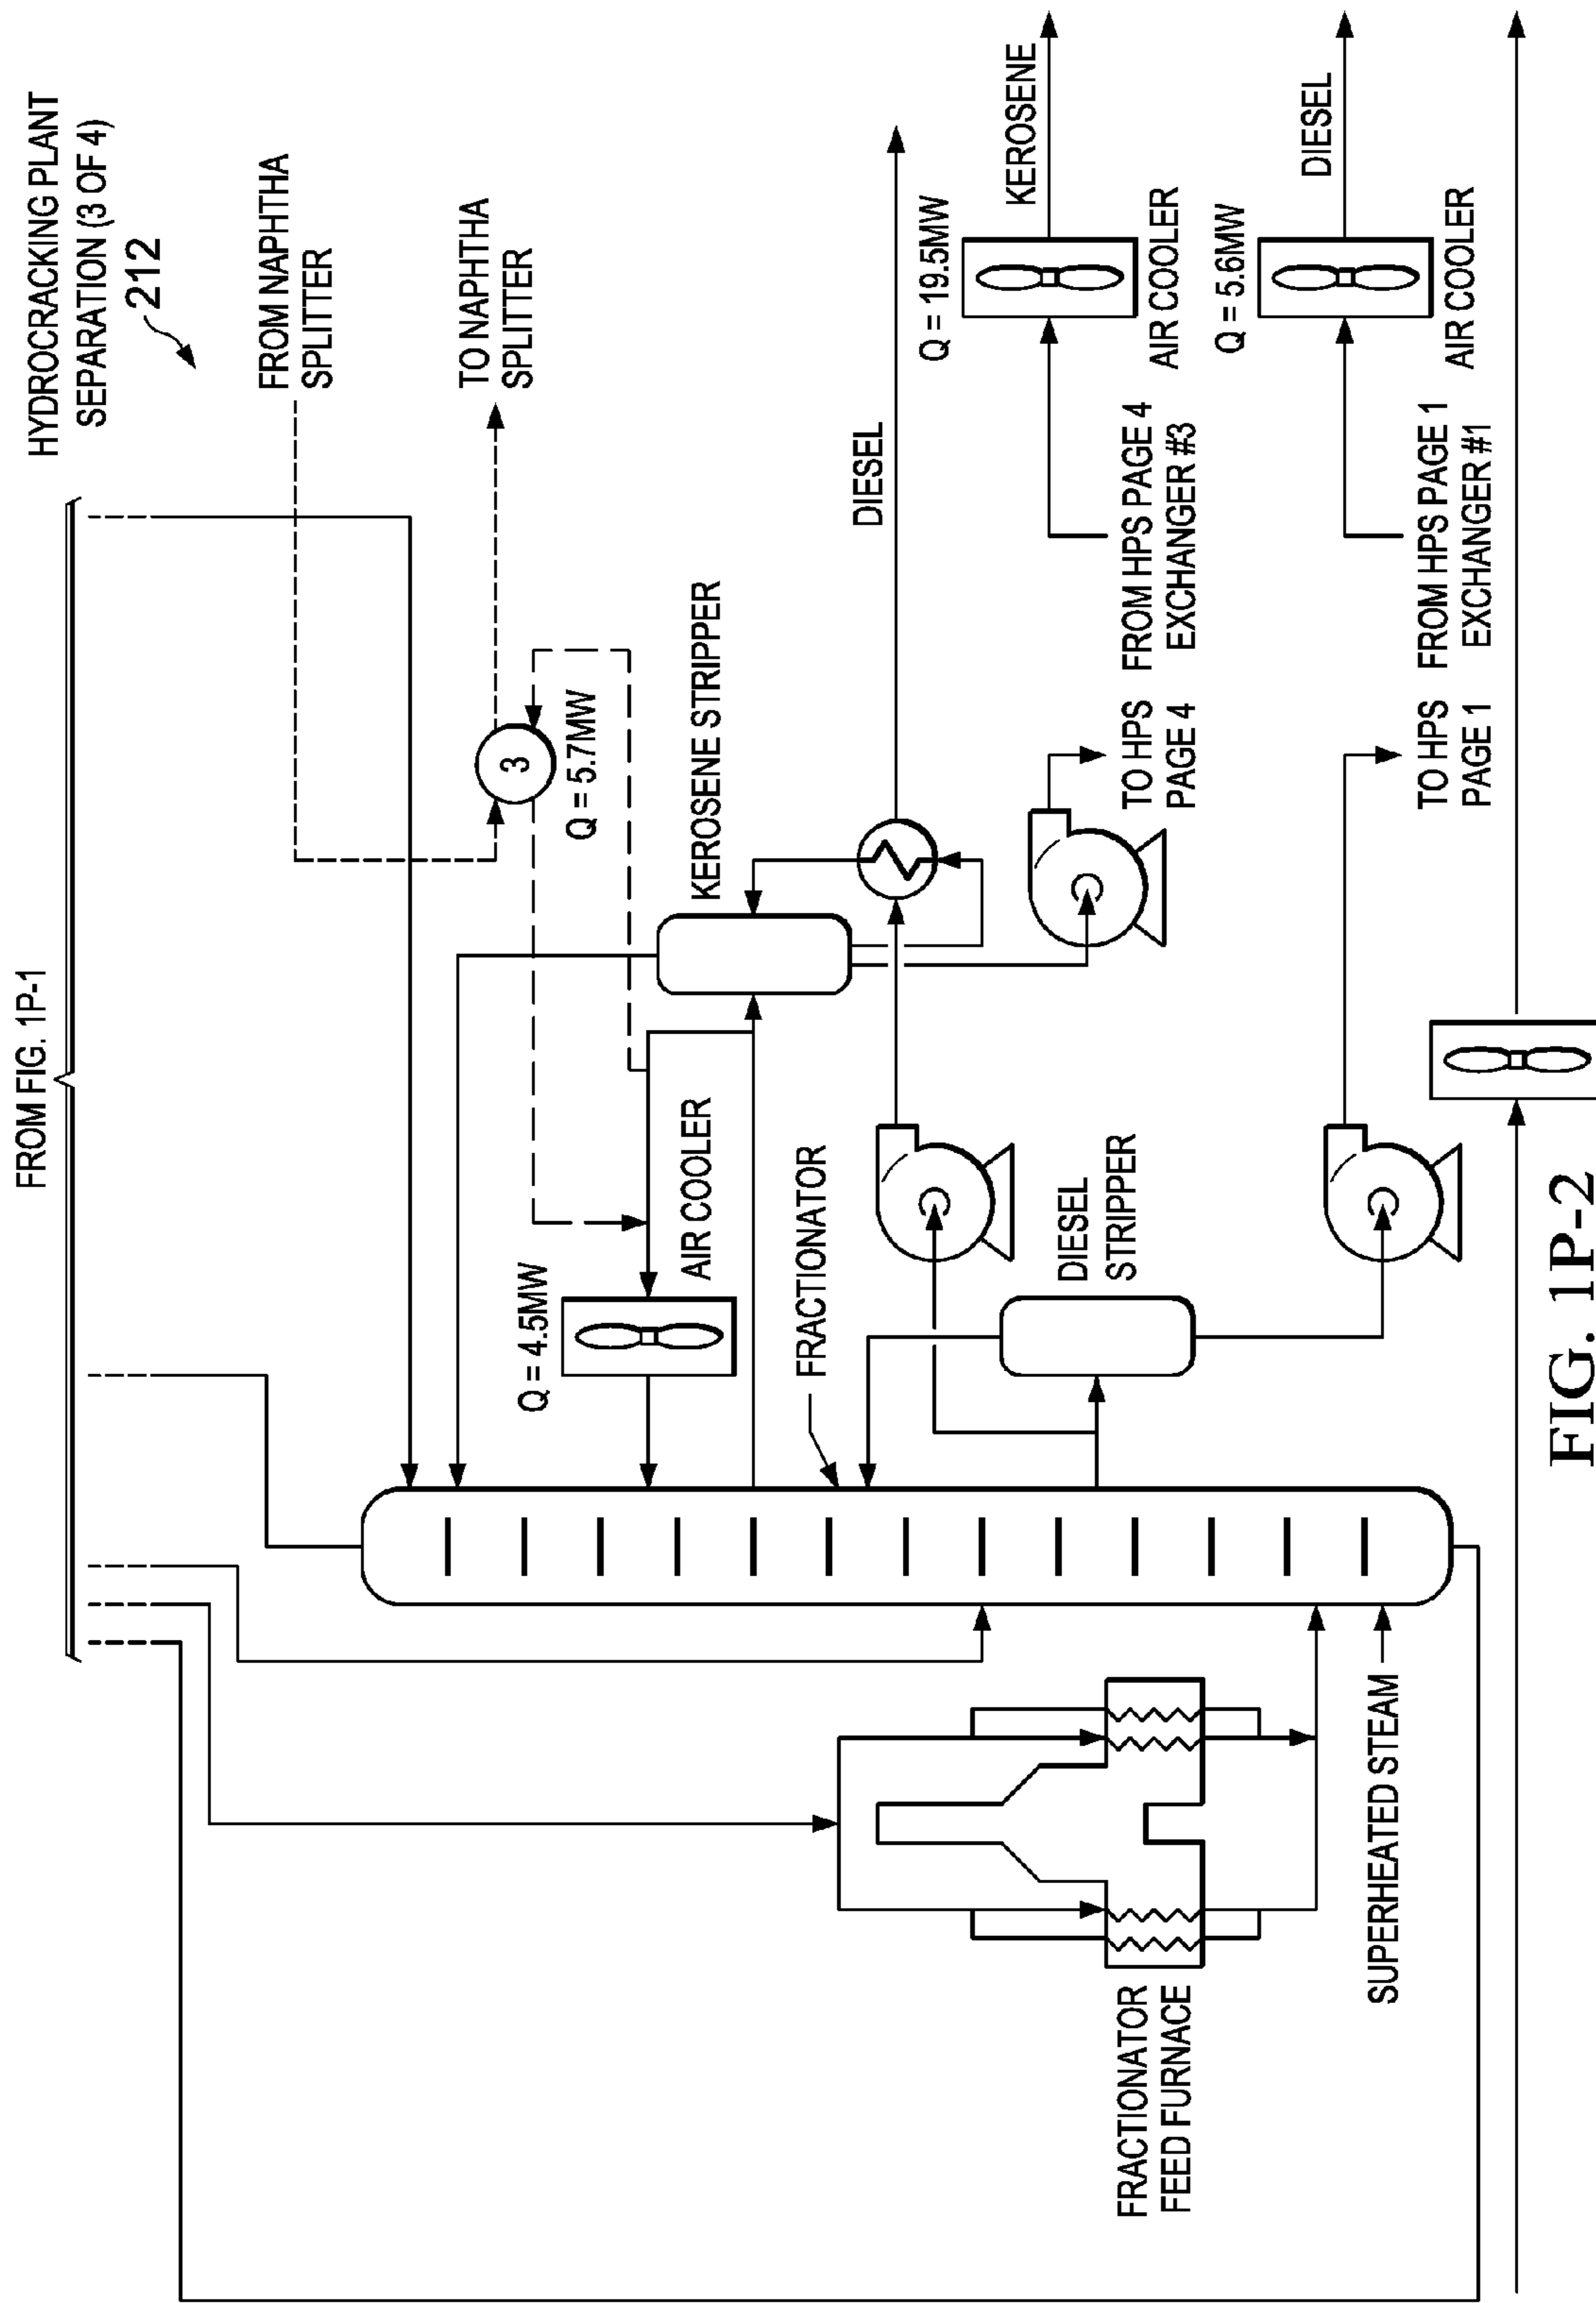 HYDROCRACKING PLANT
SEPARATION (3 OF 4)
212
FROM FIG. 1P-1
FROM NAPHTHA
SPLITTER
TO NAPHTHA
SPLITTER
3
Q = 5.7MW
Q = 4.5MW
AIR COOLER
KEROSENE STRIPPER
FRACTIONATOR
DIESEL
Q = 19.5MW
KEROSENE
AIR COOLER
TO HPS
PAGE 4
FROM HPS PAGE 4
EXCHANGER #3
DIESEL
STRIPPER
Q = 5.6MW
DIESEL
AIR COOLER
TO HPS
PAGE 1
FROM HPS PAGE 1
EXCHANGER #1
FRACTIONATOR
FEED FURNACE
SUPERHEATED STEAM
FIG. 1P-2